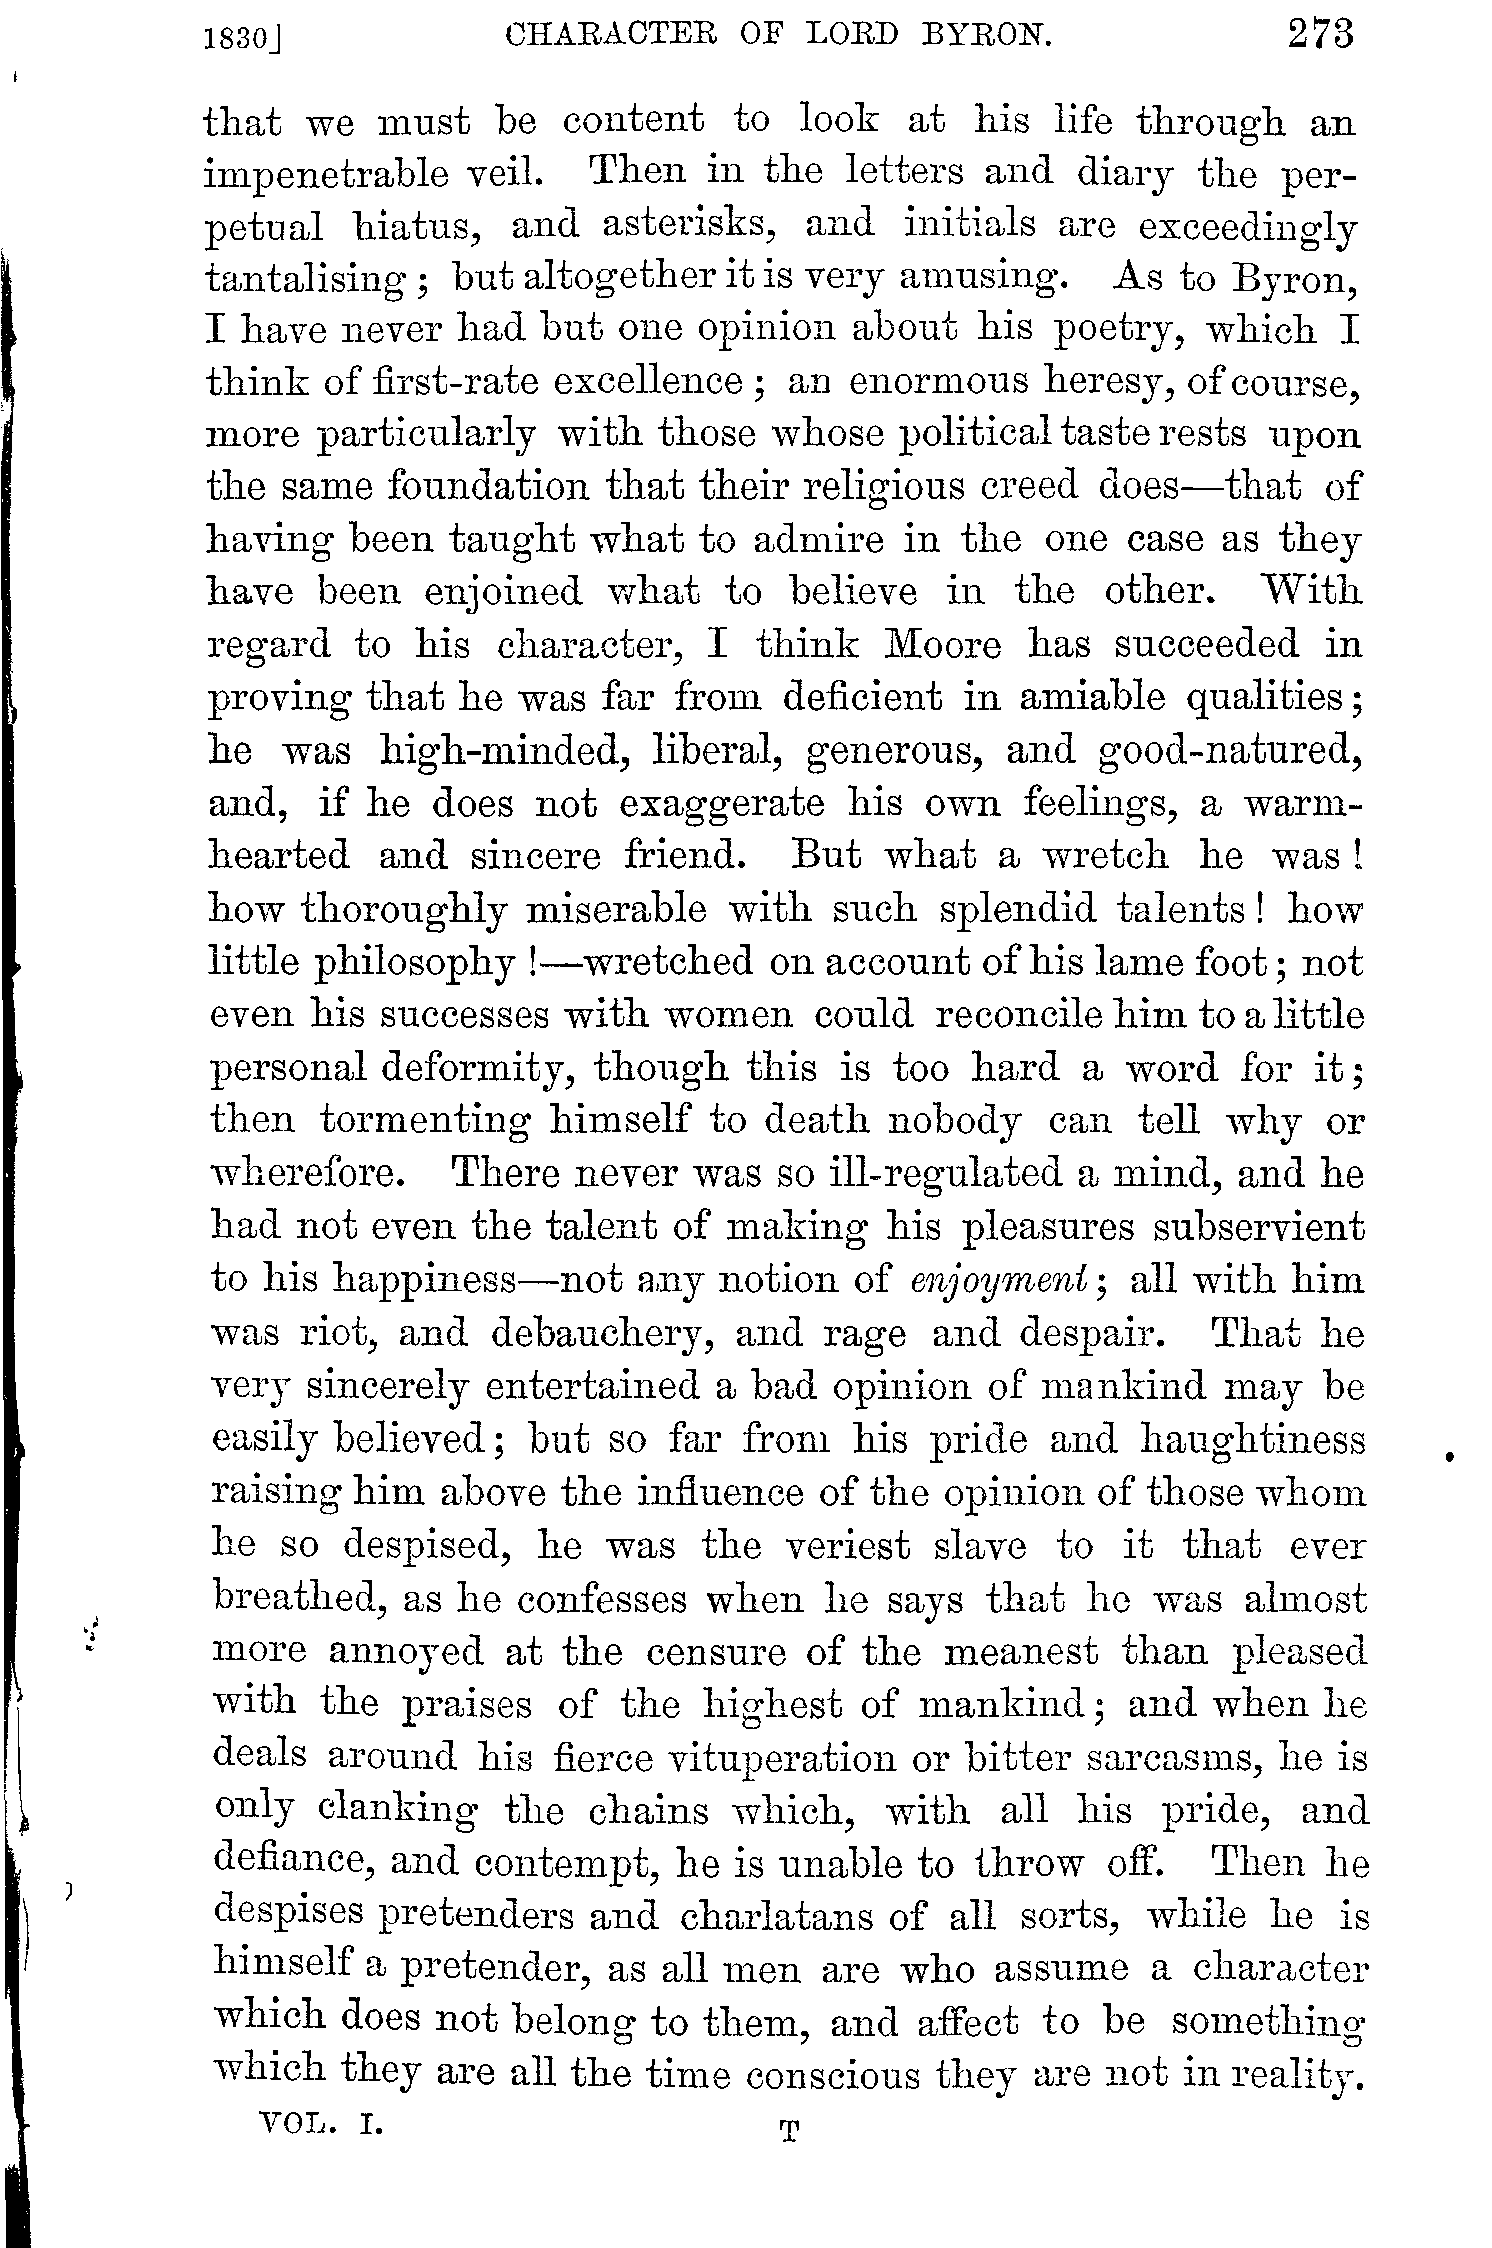 1830] CHARACTER OF LORD BYRON. 273
that we must be content to look at his life through an
impenetrable veil. Then in the letters and diary the per-
petual hiatus, and asterisks, and initials are exceedingly
tantalising ; but altogether it is very amusing. As to Byron,
I have never had but one opinion about his poetry, which I
think of first-rate excellence ; an enormous heresy, of course,
more particularly with those whose political taste rests upon
the same foundation that their religious creed does—that of
having been taught what to admire in the one case as they
have been enjoined what to believe in the other. With
regard to his character, I think Moore has succeeded in
proving that he was far from deficient in amiable qualities ;
he was high-minded, liberal, generous, and good-natured,
and, if he does not exaggerate his own feelings, a warm-
hearted and sincere friend. But what a wretch he was !
how thoroughly miserable with such splendid talents ! how
little philosophy !—wretched on account of his lame foot ; not
even his successes with women could reconcile him to a little
personal deformity, though this is too hard a word for it ;
then tormenting himself to death nobody can tell why or
wherefore. There never was so ill-regulated a mind, and he
had not even the talent of making his pleasures subservient
to his happiness—not any notion of enjoyment ; all with him
was riot, and debauchery, and rage and despair. That he
very sincerely entertained a bad opinion of mankind may be
easily believed ; but so far from his pride and haughtiness
raising him above the influence of the opinion of those whom
he so despised, he was the veriest slave to it that ever
breathed, as he confesses when he says that he was almost
more annoyed at the censure of the meanest than pleased
with the praises of the highest of mankind ; and when he
deals around his fierce vituperation or bitter sarcasms, he is
only clanking the chains which, with all his pride, and
defiance, and contempt, he is unable to throw off. Then he
despises pretenders and charlatans of all sorts, while he is
himself a pretender, as all men are who assume a character
which does not belong to them, and affect to be something
which they are all the time conscious they are not in reality.
VOL. I. T